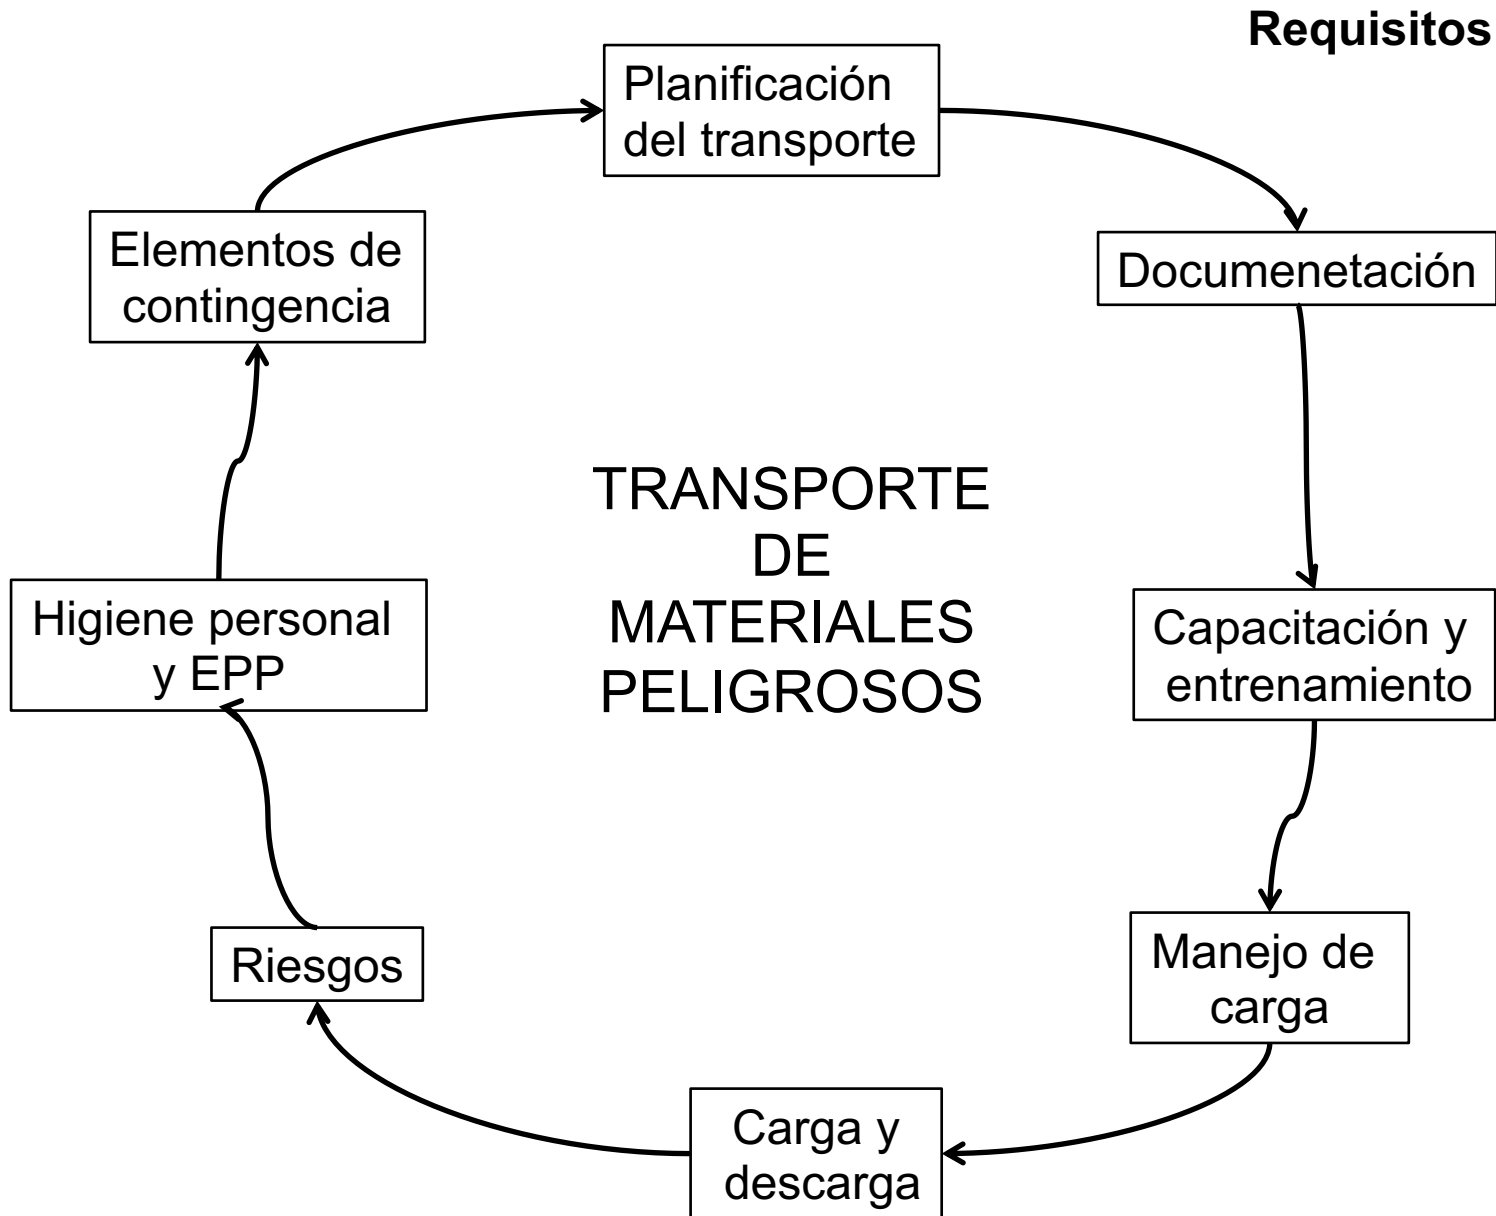 Requisitos
Planificación
del transporte
Documenetación
Capacitación y
entrenamiento
Manejo de
carga
Carga y
descarga
Riesgos
Higiene personal
y EPP
Elementos de
contingencia
TRANSPORTE
DE
MATERIALES
PELIGROSOS